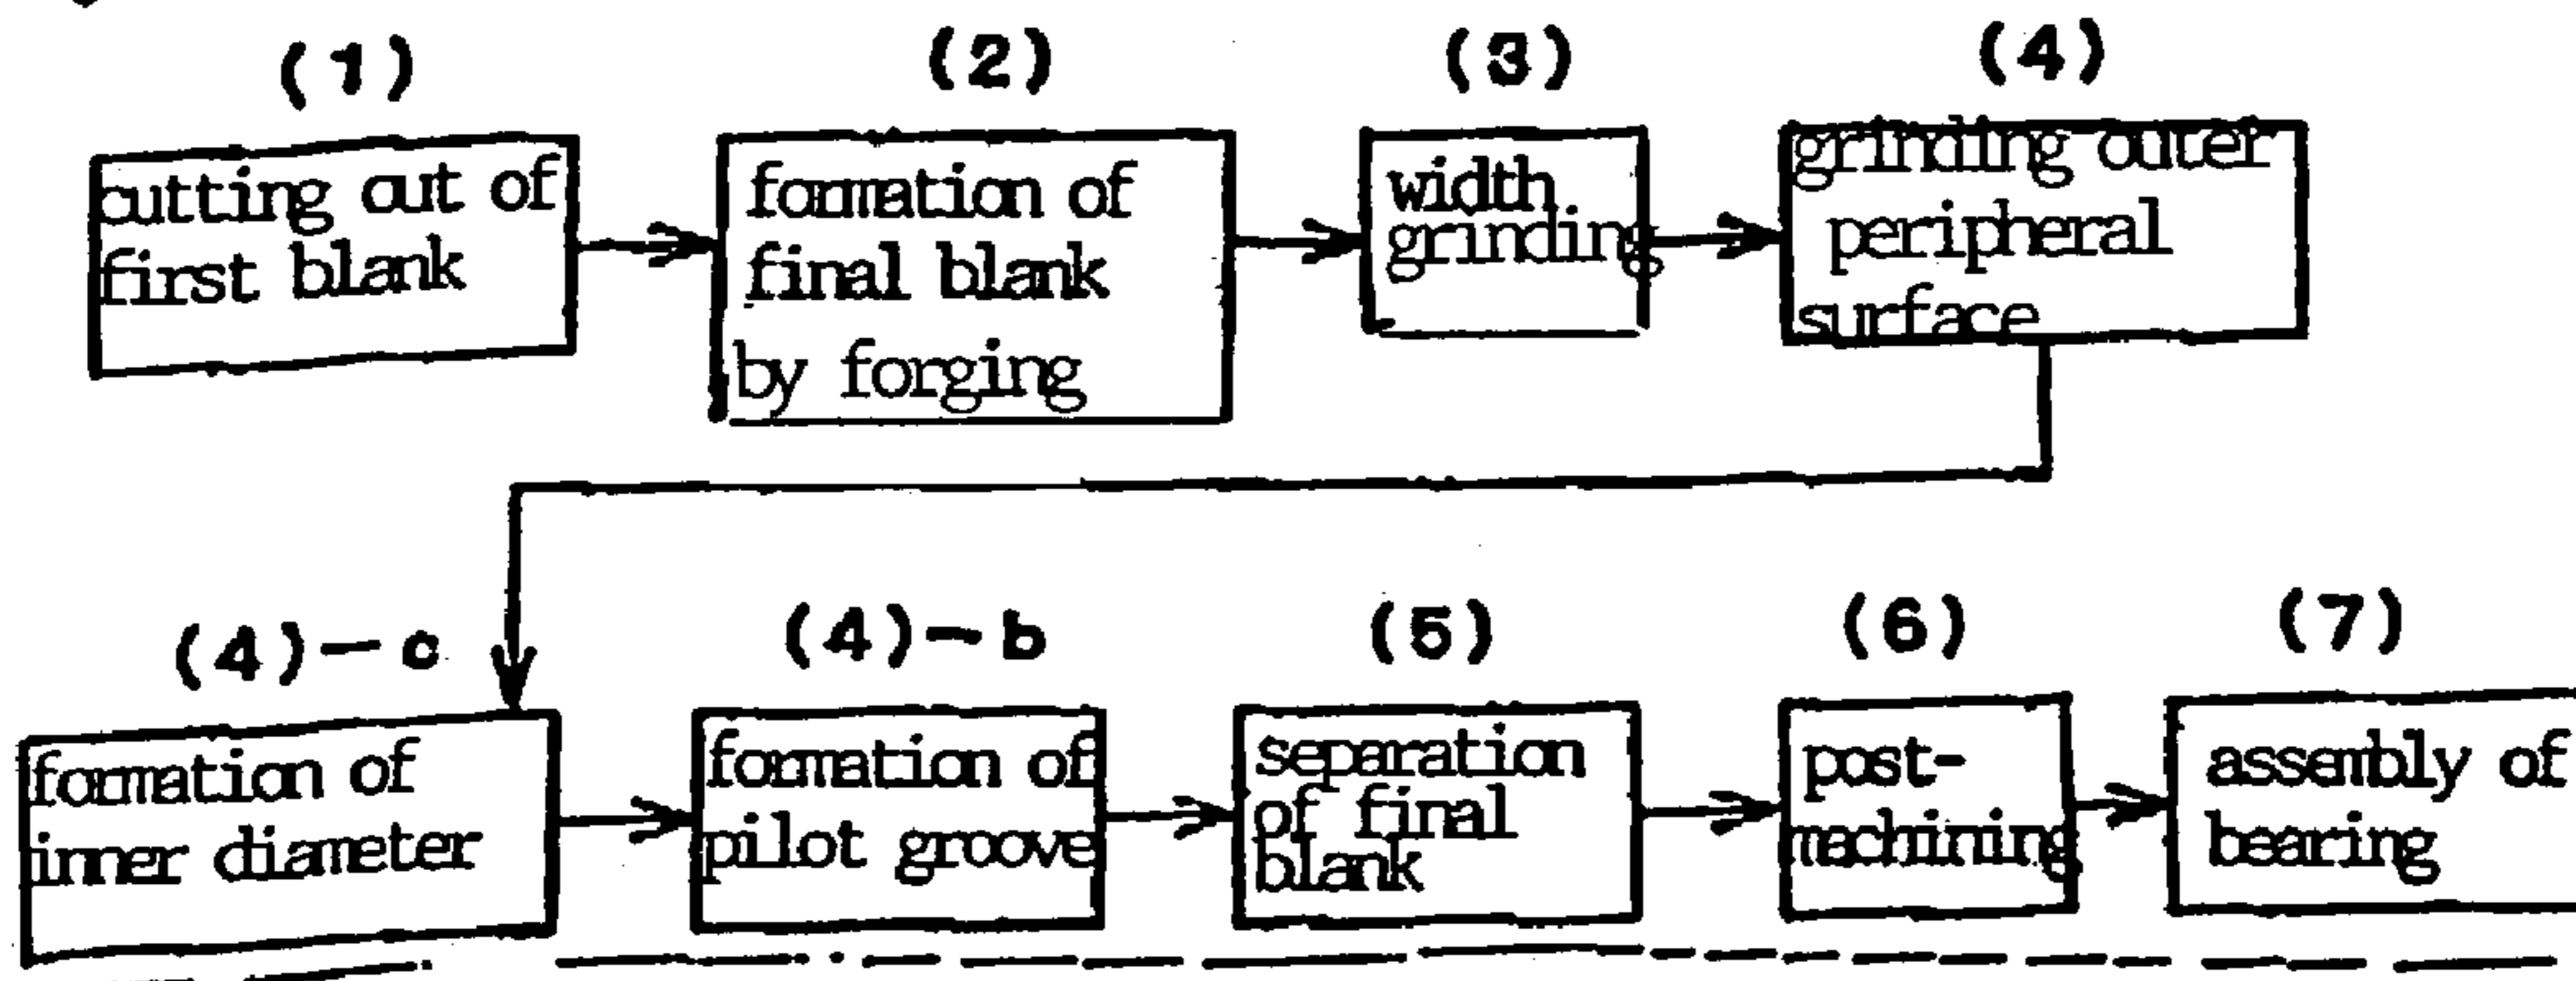 (1)
(2)
(3)
(4)
cutting out of
first blank
formation of
final blank
by forging
width
grinding
grinding outer
peripheral
surface
(4)-c
(4)-b
(5)
(6)
(7)
formation of
inner diameter
formation of
pilot groove
separation
of final
blank
post-
machining
assembly of
bearing